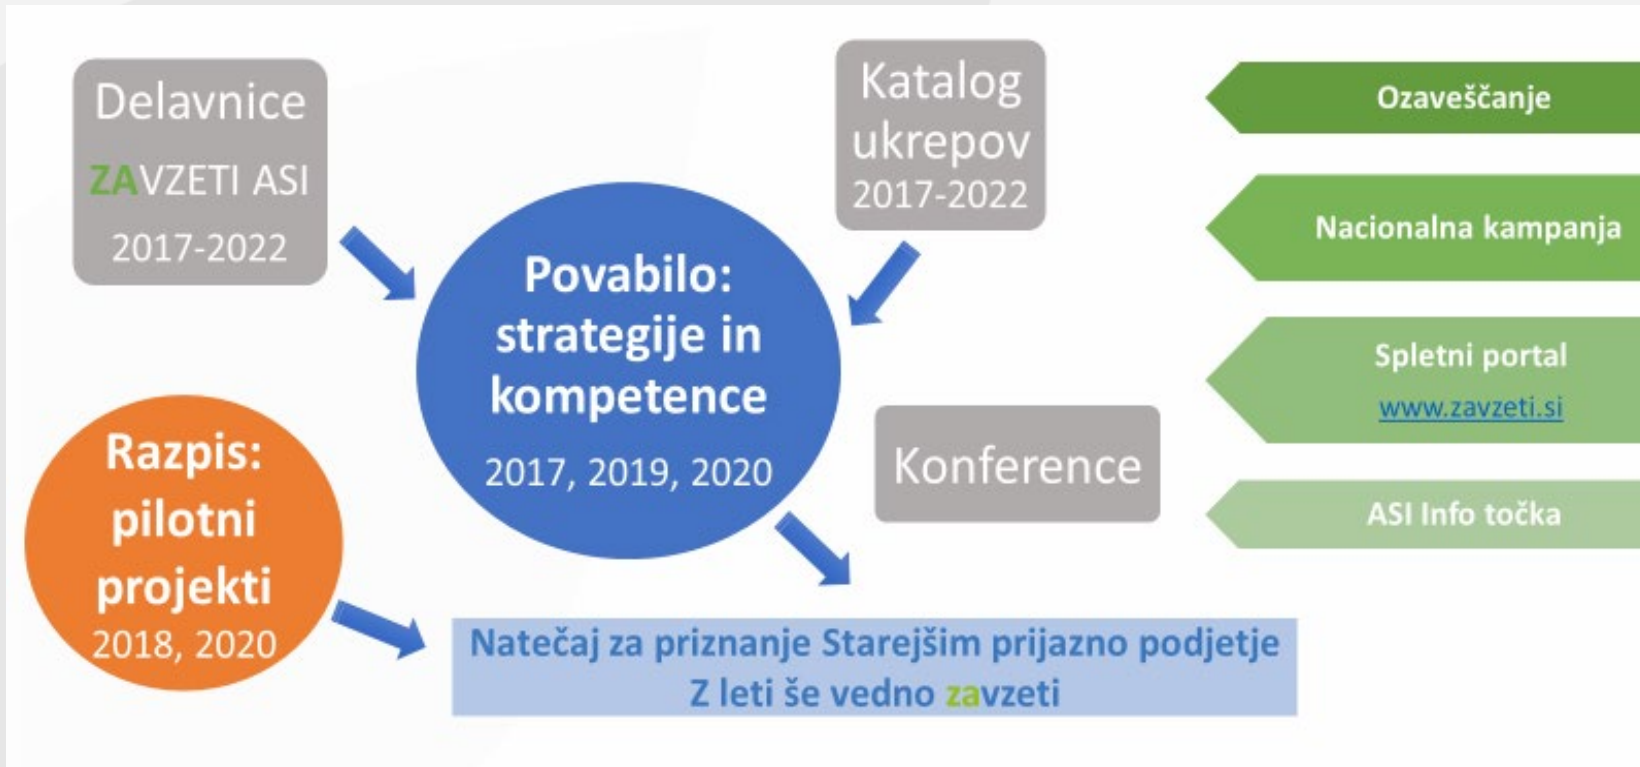 Delavnice
ZAVZETI ASI
2017-2022
Katalog
ukrepov
2017-2022
Povabilo:
strategije in
kompetence
2017, 2019, 2020
Razpis:
pilotni
projekti
2018, 2020
Konference
Natečaj za priznanje Starejšim prijazno podjetje
Z leti še vedno zavzeti
Ozaveščanje
Nacionalna kampanja
Spletni portal
www.zavzeti.si
ASI Info točka